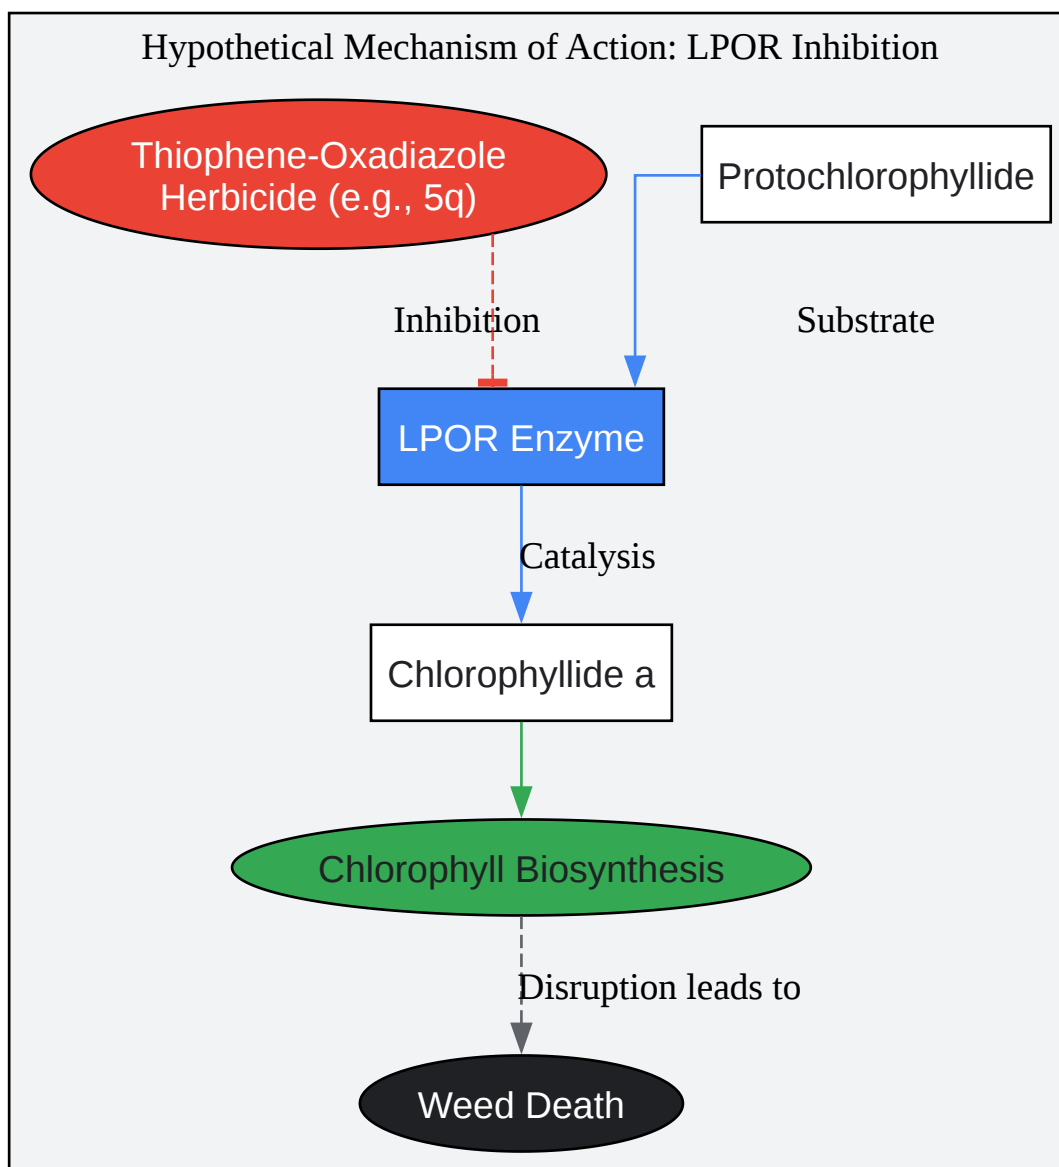 Hypothetical Mechanism of Action: LPOR Inhibition
Thiophene-Oxadiazole
Herbicide (e.g., 5q)
Protochlorophyllide
Inhibition
Substrate
LPOR Enzyme
Catalysis
Chlorophyllide a
Chlorophyll Biosynthesis
Disruption leads to
Weed Death